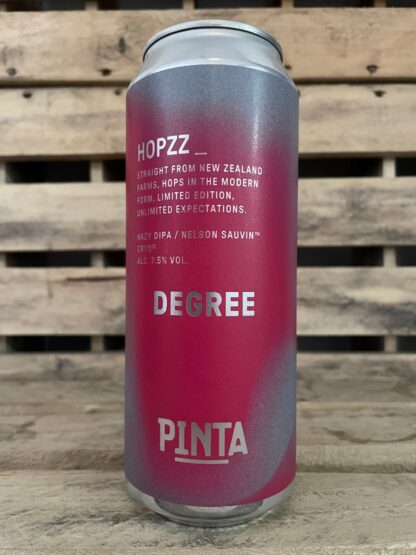 HOPZZ _
STRAIGHT FROM NEW ZEALAND
FARMS, HOPS IN THE MODERN
FORM. LIMITED EDITION,
UNLIMITED EXPECTATIONS.
HAZY DIPA / NELSON SAUVIN™
CRYO®
ALC. 7.5% VOL.
DEGREE
PINTA